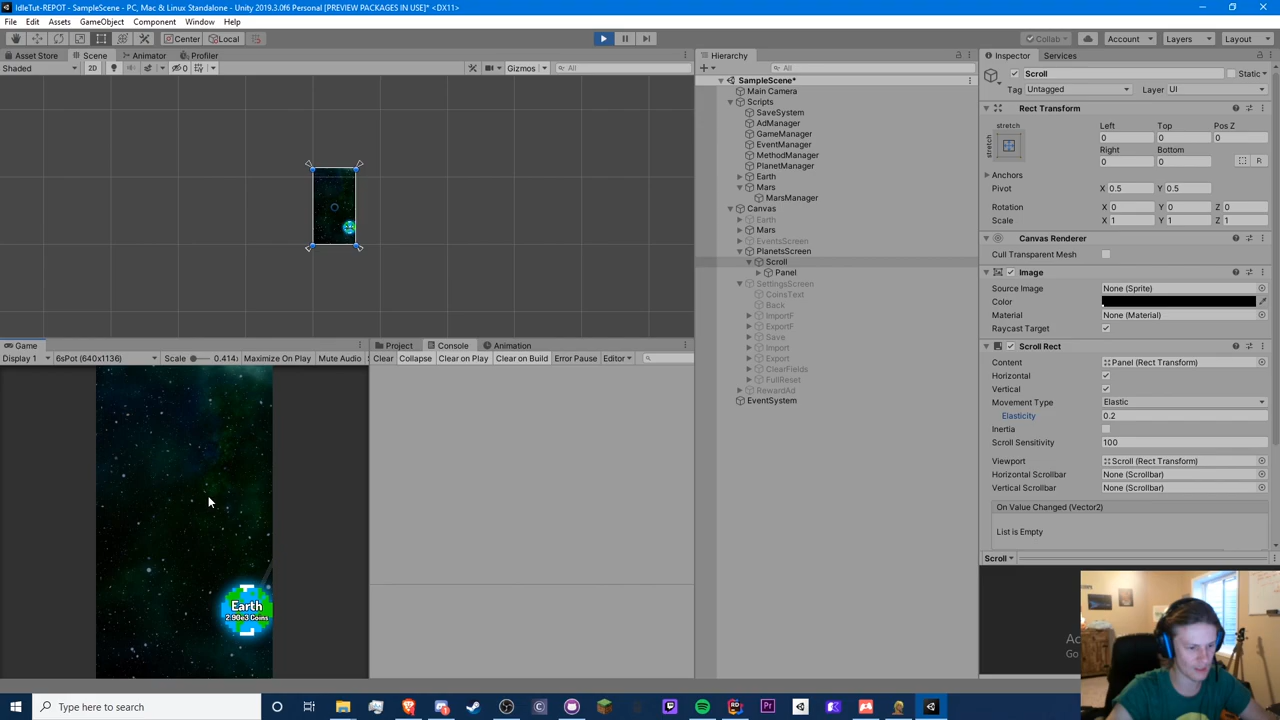 IdleTut-REPOT - SampleScene - PC, Mac & Linux Standalone - Unity 2019.3.0f6 Personal [PREVIEW PACKAGES IN USE]* <DX11>
File Edit Assets GameObject Component Window Help
Center Local
Collab Account Layers Layout
Asset Store Scene Animator Profiler
Shaded 2D 0 Gizmos All
Hierarchy
All
SampleScene*
Main Camera
Scripts
SaveSystem
AdManager
GameManager
EventManager
MethodManager
PlanetManager
Earth
Mars
MarsManager
Canvas
Earth
Mars
EventsScreen
PlanetsScreen
Scroll
Panel
SettingsScreen
CoinsText
Back
ImportF
ExportF
Save
Import
Export
ClearFields
FullReset
RewardAd
EventSystem
Inspector Services
Scroll Static
Tag Untagged Layer UI
Rect Transform
stretch Left Top Pos Z
stretch 0 0 0
Right Bottom
0 0 R
Anchors
Pivot X 0.5 Y 0.5
Rotation X 0 Y 0 Z 0
Scale X 1 Y 1 Z 1
Canvas Renderer
Cull Transparent Mesh
Image
Source Image None (Sprite)
Color
Material None (Material)
Raycast Target
Scroll Rect
Content Panel (Rect Transform)
Horizontal
Vertical
Movement Type Elastic
Elasticity 0.2
Inertia
Scroll Sensitivity 100
Viewport Scroll (Rect Transform)
Horizontal Scrollbar None (Scrollbar)
Vertical Scrollbar None (Scrollbar)
On Value Changed (Vector2)
List is Empty
Scroll
Game
Display 1 6sPot (640x1136) Scale 0.414 Maximize On Play Mute Audio
Project Console Animation
Clear Collapse Clear on Play Clear on Build Error Pause Editor
Earth
2.90e3 Coins
Go
Type here to search